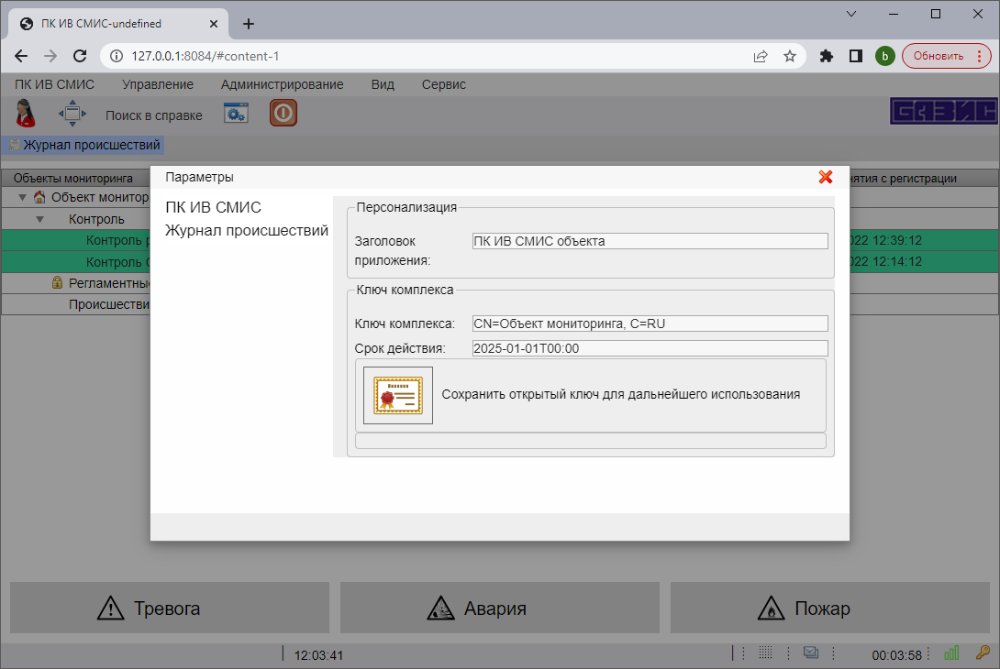 ПК ИВ СМИС-undefined
127.0.0.1:8084/#content-1
b
Обновить
ПК ИВ СМИС Управление Администрирование Вид Сервис
Поиск в справке
БАЗИС
Журнал происшествий
Объекты мониторинга
нятия с регистрации
Объект монитор
Контроль
Контроль
022 12:39:12
Контроль
022 12:14:12
Регламентны
Происшестви
Параметры
ПК ИВ СМИС
Журнал происшествий
Персонализация
Заголовок
приложения:
ПК ИВ СМИС объекта
Ключ комплекса
Ключ комплекса: CN=Объект мониторинга, C=RU
Срок действия: 2025-01-01T00:00
Сохранить открытый ключ для дальнейшего использования
Тревога
Авария
Пожар
12:03:41
00:03:58